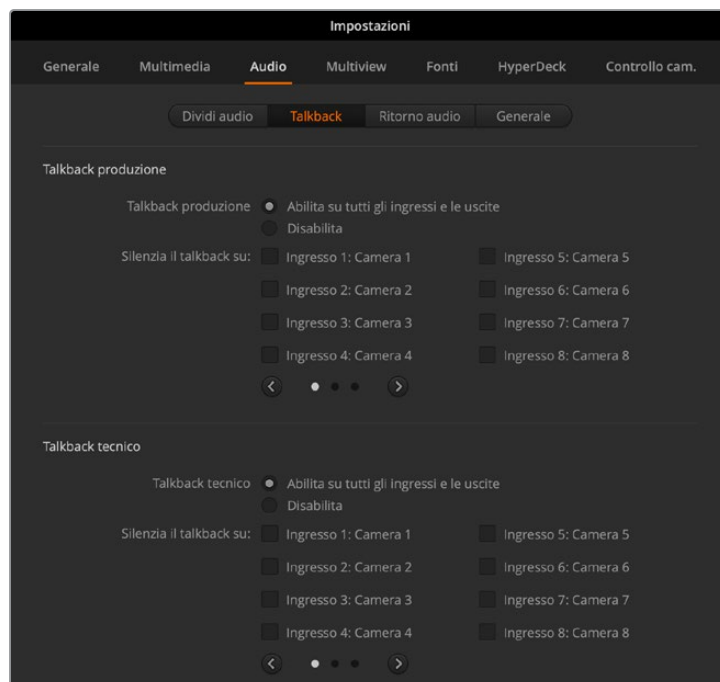 Impostazioni
Generale Multimedia Audio Multiview Fonti HyperDeck Controllo cam.
Dividi audio Talkback Ritorno audio Generale
Talkback produzione
Talkback produzione Abilita su tutti gli ingressi e le uscite
Disabilita
Silenzia il talkback su: Ingresso 1: Camera 1 Ingresso 5: Camera 5
Ingresso 2: Camera 2 Ingresso 6: Camera 6
Ingresso 3: Camera 3 Ingresso 7: Camera 7
Ingresso 4: Camera 4 Ingresso 8: Camera 8
Talkback tecnico
Talkback tecnico Abilita su tutti gli ingressi e le uscite
Disabilita
Silenzia il talkback su: Ingresso 1: Camera 1 Ingresso 5: Camera 5
Ingresso 2: Camera 2 Ingresso 6: Camera 6
Ingresso 3: Camera 3 Ingresso 7: Camera 7
Ingresso 4: Camera 4 Ingresso 8: Camera 8